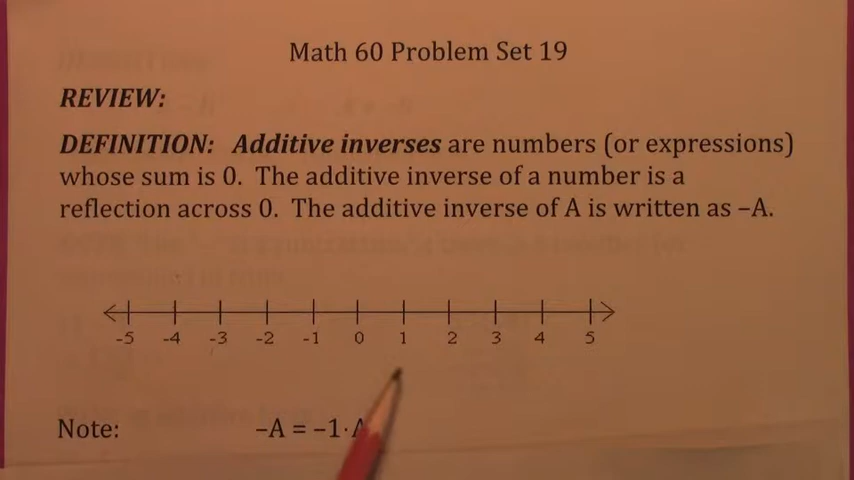 Math 60 Problem Set 19
REVIEW:
DEFINITION: Additive inverses are numbers (or expressions)
whose sum is 0. The additive inverse of a number is a
reflection across 0. The additive inverse of A is written as –A.
-5 -4 -3 -2 -1 0 1 2 3 4 5
Note: –A = –1·A